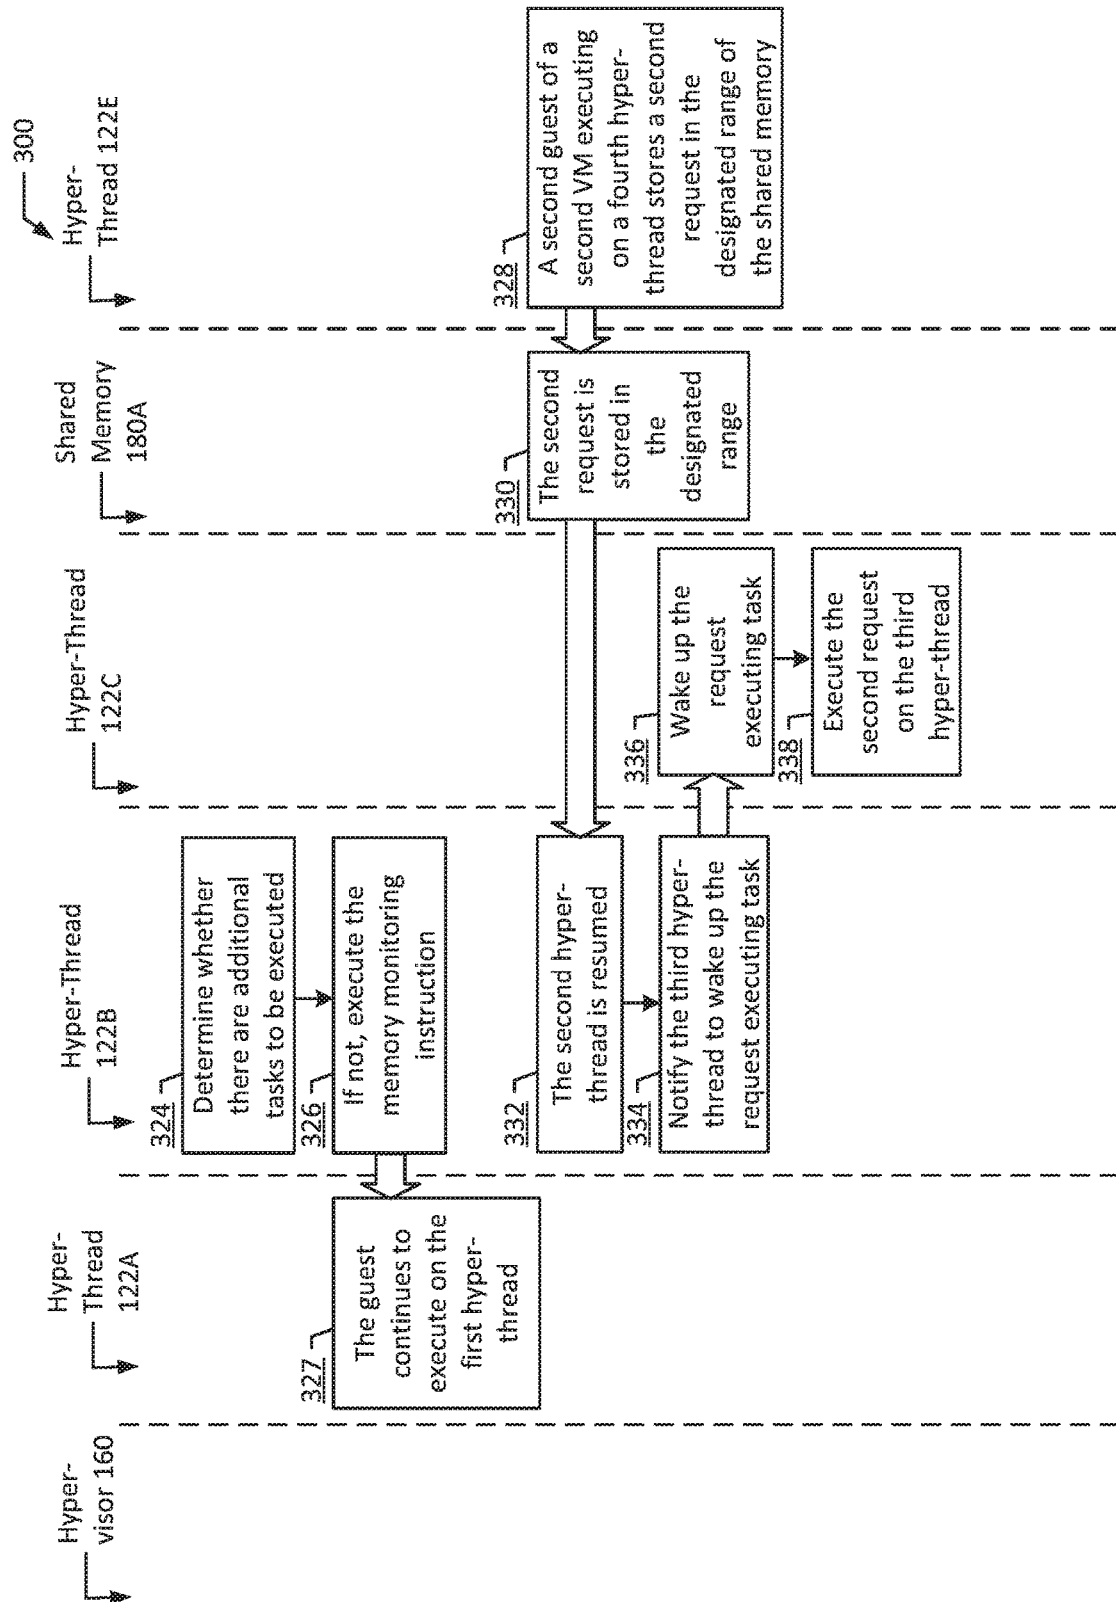 300
Hyper-
visor 160
Hyper-
Thread
122A
Hyper-Thread
122B
Hyper-Thread
122C
Shared
Memory
180A
Hyper-
Thread 122E
324
Determine whether
there are additional
tasks to be executed
326
If not, execute the
memory monitoring
instruction
327
The guest
continues to
execute on the
first hyper-
thread
328
A second guest of a
second VM executing
on a fourth hyper-
thread stores a second
request in the
designated range of
the shared memory
330
The second
request is
stored in
the
designated
range
332
The second hyper-
thread is resumed
334
Notify the third hyper-
thread to wake up the
request executing task
336
Wake up the
request
executing task
338
Execute the
second request
on the third
hyper-thread